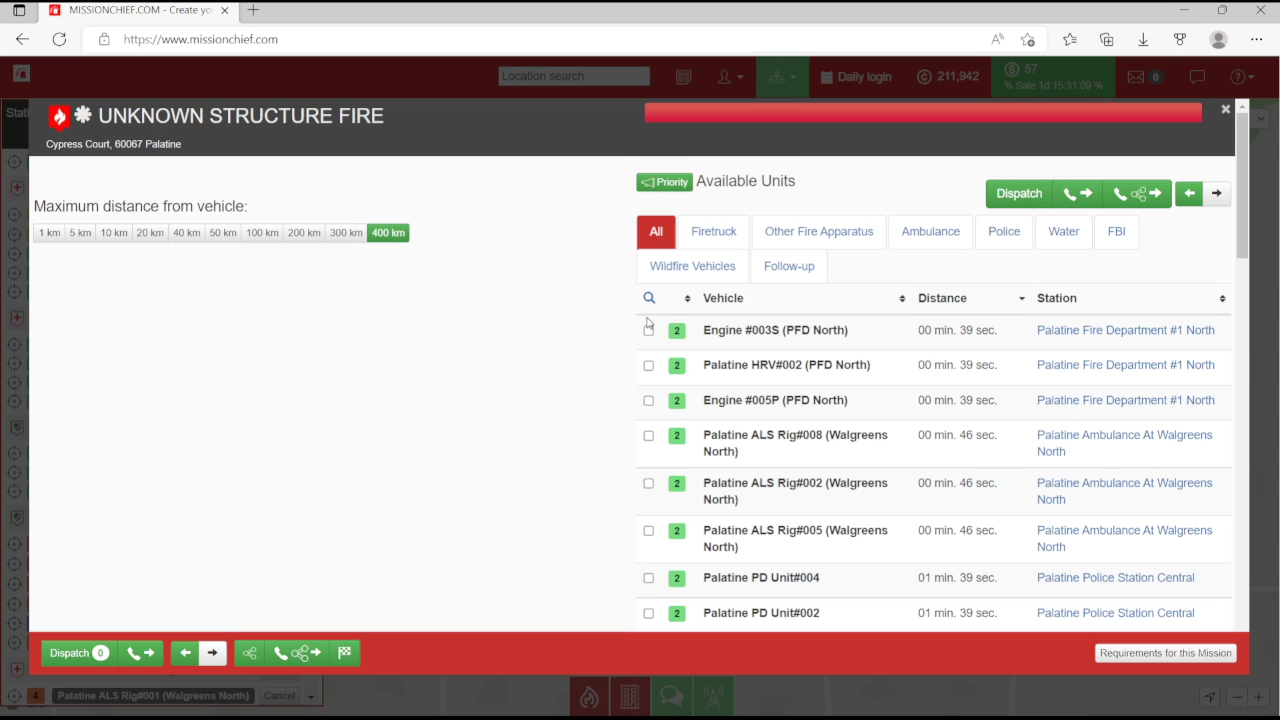 MISSIONCHIEF.COM - Create yo
https://www.missionchief.com
Location search
Daily login
211,942
57
% Sale 1d 15:31:09 %
0
Stati
UNKNOWN STRUCTURE FIRE
Cypress Court, 60067 Palatine
Maximum distance from vehicle:
1 km 5 km 10 km 20 km 40 km 50 km 100 km 200 km 300 km 400 km
Priority Available Units
Dispatch
All Firetruck Other Fire Apparatus Ambulance Police Water FBI
Wildfire Vehicles Follow-up
Vehicle Distance Station
2 Engine #003S (PFD North) 00 min. 39 sec. Palatine Fire Department #1 North
2 Palatine HRV#002 (PFD North) 00 min. 39 sec. Palatine Fire Department #1 North
2 Engine #005P (PFD North) 00 min. 39 sec. Palatine Fire Department #1 North
2 Palatine ALS Rig#008 (Walgreens 00 min. 46 sec. Palatine Ambulance At Walgreens
North) North
2 Palatine ALS Rig#002 (Walgreens 00 min. 46 sec. Palatine Ambulance At Walgreens
North) North
2 Palatine ALS Rig#005 (Walgreens 00 min. 46 sec. Palatine Ambulance At Walgreens
North) North
2 Palatine PD Unit#004 01 min. 39 sec. Palatine Police Station Central
2 Palatine PD Unit#002 01 min. 39 sec. Palatine Police Station Central
Dispatch 0
Requirements for this Mission
4 Palatine ALS Rig#001 (Walgreens North) Cancel